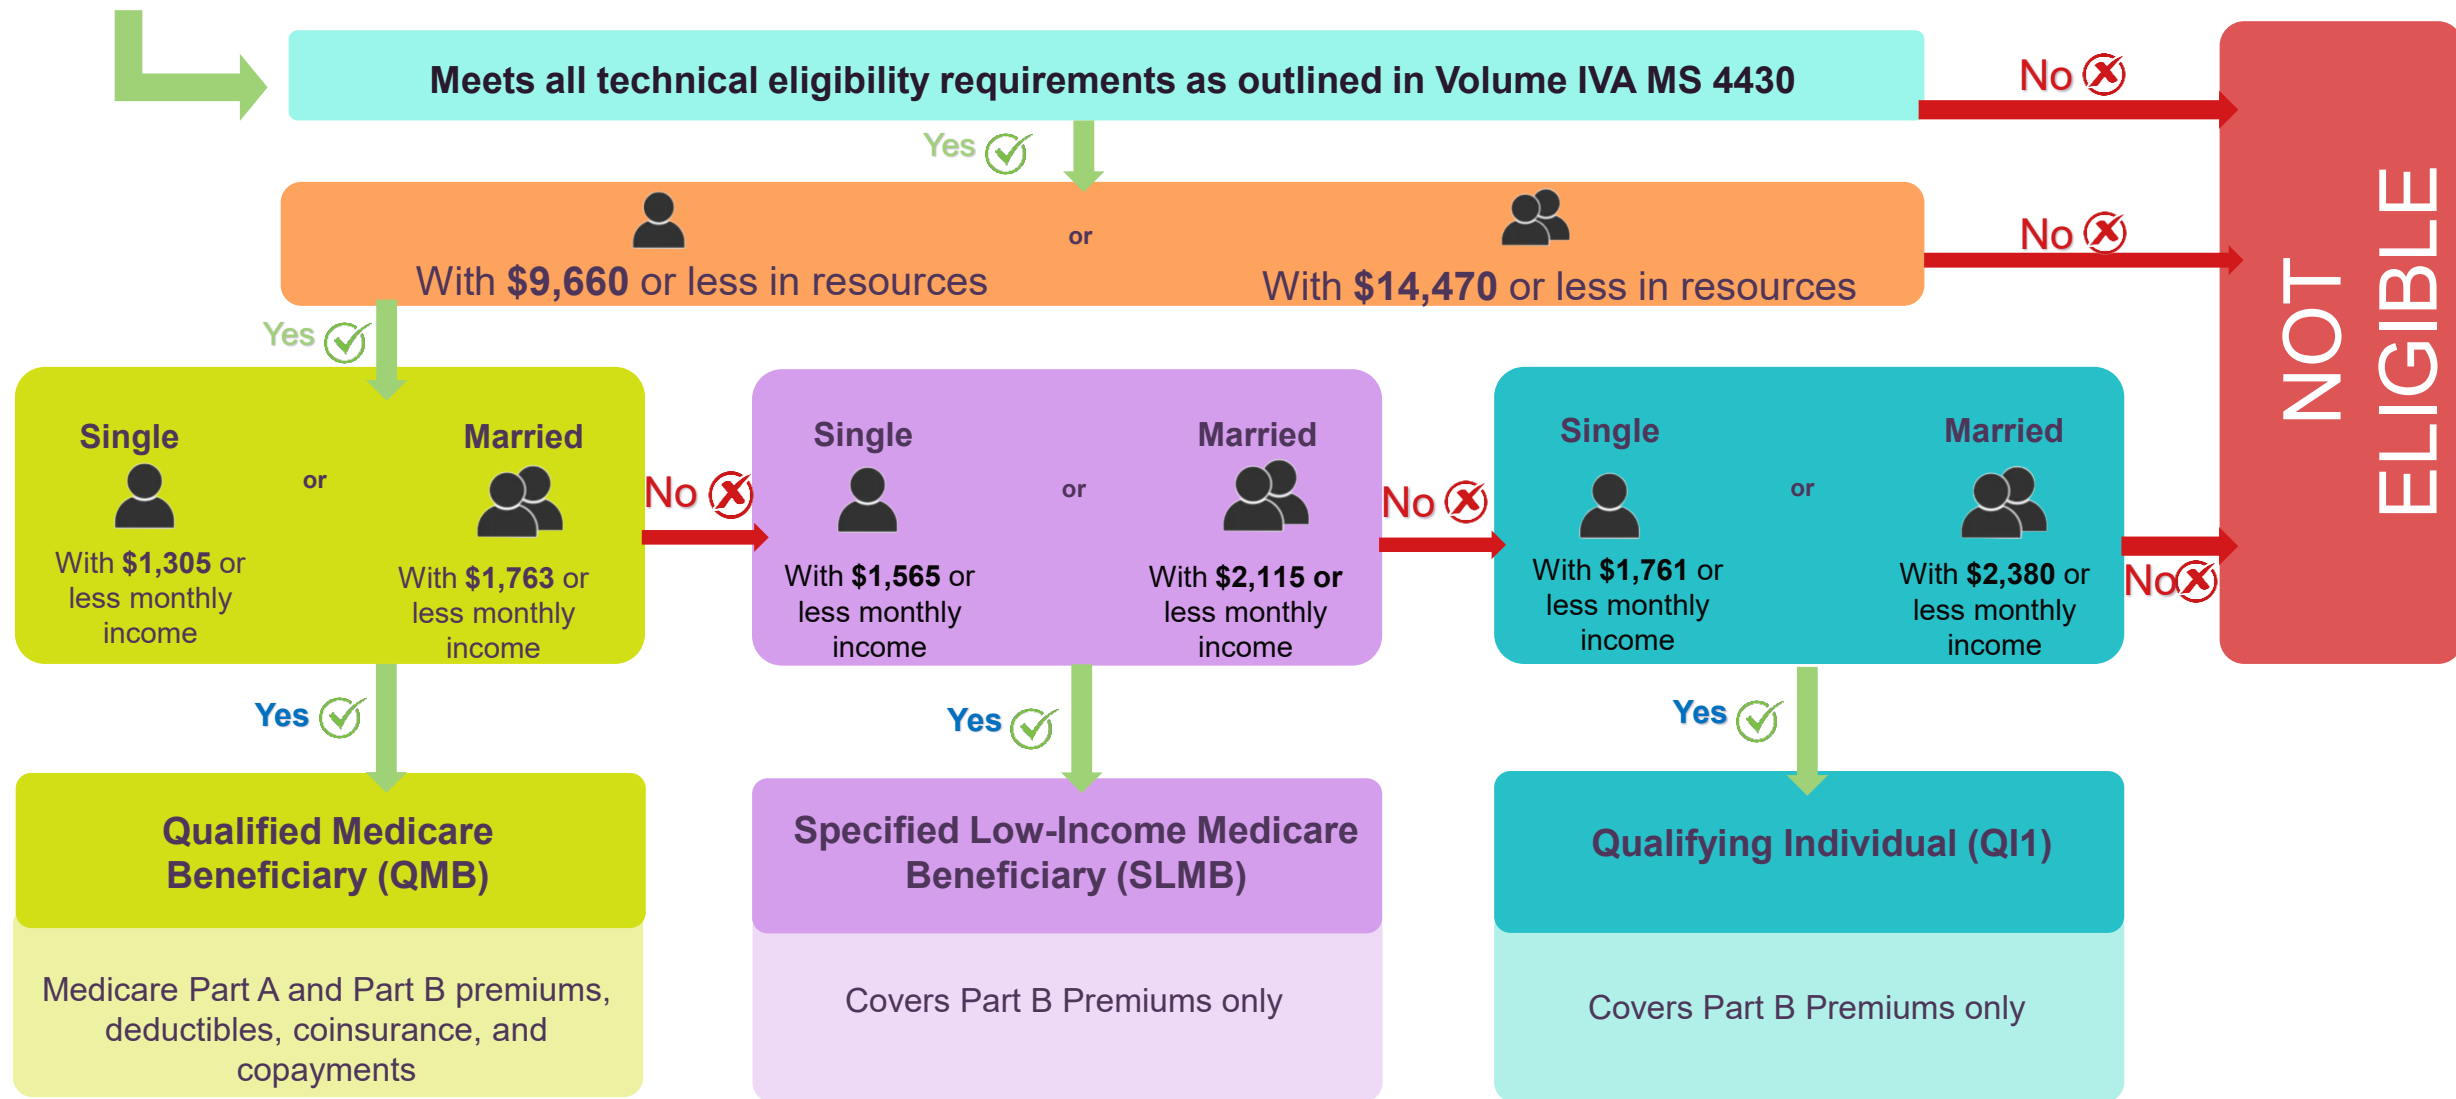 Meets all technical eligibility requirements as outlined in Volume IVA MS 4430
No
Yes
or
With $9,660 or less in resources
With $14,470 or less in resources
No
NOT
ELIGIBLE
Yes
Single
or
Married
With $1,305 or
less monthly
income
With $1,763 or
less monthly
income
No
Single
or
Married
With $1,565 or
less monthly
income
With $2,115 or
less monthly
income
No
Single
or
Married
With $1,761 or
less monthly
income
With $2,380 or
less monthly
income
No
Yes
Yes
Yes
Qualified Medicare
Beneficiary (QMB)
Medicare Part A and Part B premiums,
deductibles, coinsurance, and
copayments
Specified Low-Income Medicare
Beneficiary (SLMB)
Covers Part B Premiums only
Qualifying Individual (QI1)
Covers Part B Premiums only